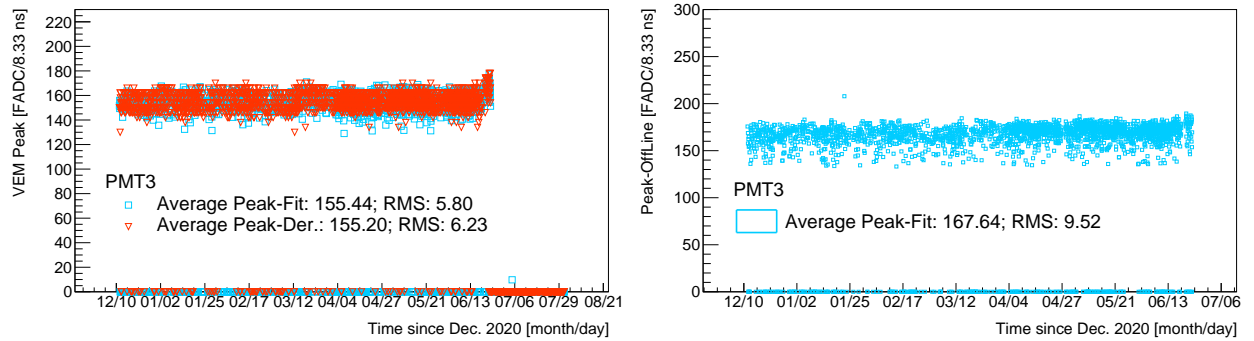 VEM Peak [FADC/8.33 ns]
220
200
180
160
140
120
100
80
60
40
20
0
PMT3
Average Peak-Fit: 155.44; RMS: 5.80
Average Peak-Der.: 155.20; RMS: 6.23
12/10 01/02 01/25 02/17 03/12 04/04 04/27 05/21 06/13 07/06 07/29 08/21
Time since Dec. 2020 [month/day]
Peak-OffLine [FADC/8.33 ns]
300
250
200
150
100
50
0
PMT3
Average Peak-Fit: 167.64; RMS: 9.52
12/10 01/02 01/25 02/17 03/12 04/04 04/27 05/21 06/13 07/06
Time since Dec. 2020 [month/day]